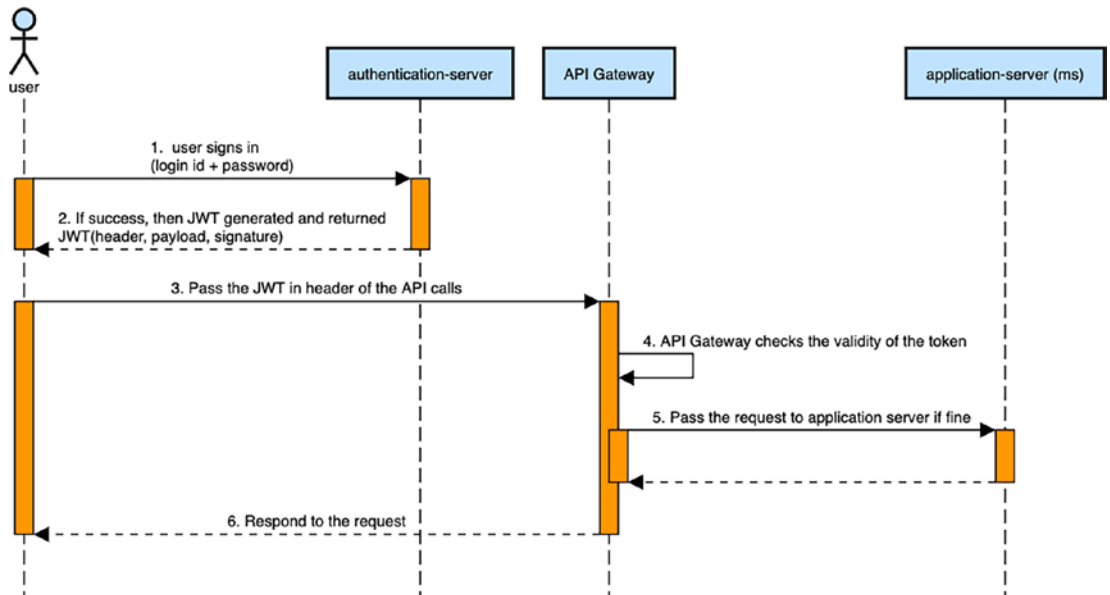 user
authentication-server
API Gateway
application-server (ms)
1. user signs in
(login id + password)
2. If success, then JWT generated and returned
JWT(header, payload, signature)
3. Pass the JWT in header of the API calls
4. API Gateway checks the validity of the token
5. Pass the request to application server if fine
6. Respond to the request